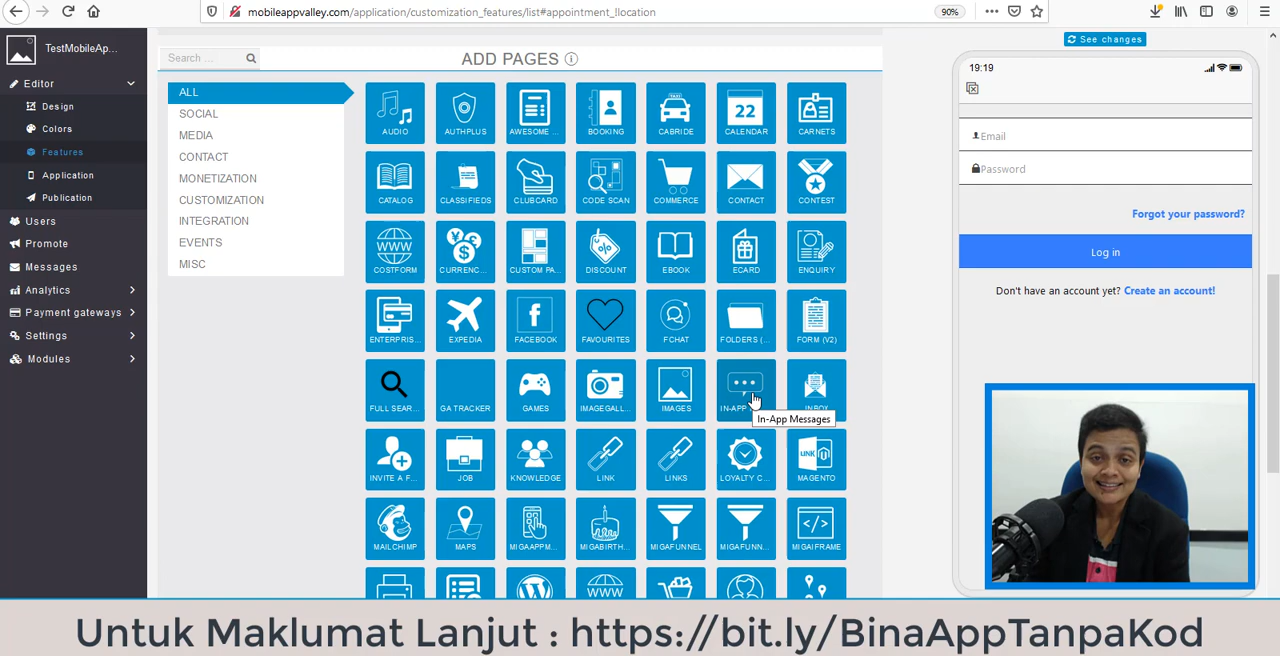 mobileappvalley.com/application/customization_features/list#appointment_llocation
90%
TestMobileAp...
Editor
Design
Colors
Features
Application
Publication
Users
Promote
Messages
Analytics
Payment gateways
Settings
Modules
Search ...
ADD PAGES
ALL
SOCIAL
MEDIA
CONTACT
MONETIZATION
CUSTOMIZATION
INTEGRATION
EVENTS
MISC
AUDIO AUTHPLUS AWESOME ... BOOKING TAXI CABRIDE 22 CALENDAR CARNETS
CATALOG CLASSIFIEDS CLUBCARD CODE SCAN COMMERCE CONTACT CONTEST
WWW COSTFORM CURRENC... CUSTOM PA... DISCOUNT EBOOK ECARD ENQUIRY
ENTERPRIS... EXPEDIA FACEBOOK FAVOURITES FCHAT FOLDERS (... FORM (V2)
FULL SEAR... GA TRACKER GAMES IMAGEGALL... IMAGES IN-APP INBOX
In-App Messages
INVITE A F... JOB KNOWLEDGE LINK LINKS LOYALTY C... LINK MAGENTO
MAILCHIMP MAPS MIGAAPPM... MIGABIRTH... MIGAFUNNEL MIGAFUNN... MIGAIFRAME
WWW
See changes
19:19
Email
Password
Forgot your password?
Log in
Don't have an account yet? Create an account!
Untuk Maklumat Lanjut : https://bit.ly/BinaAppTanpaKod